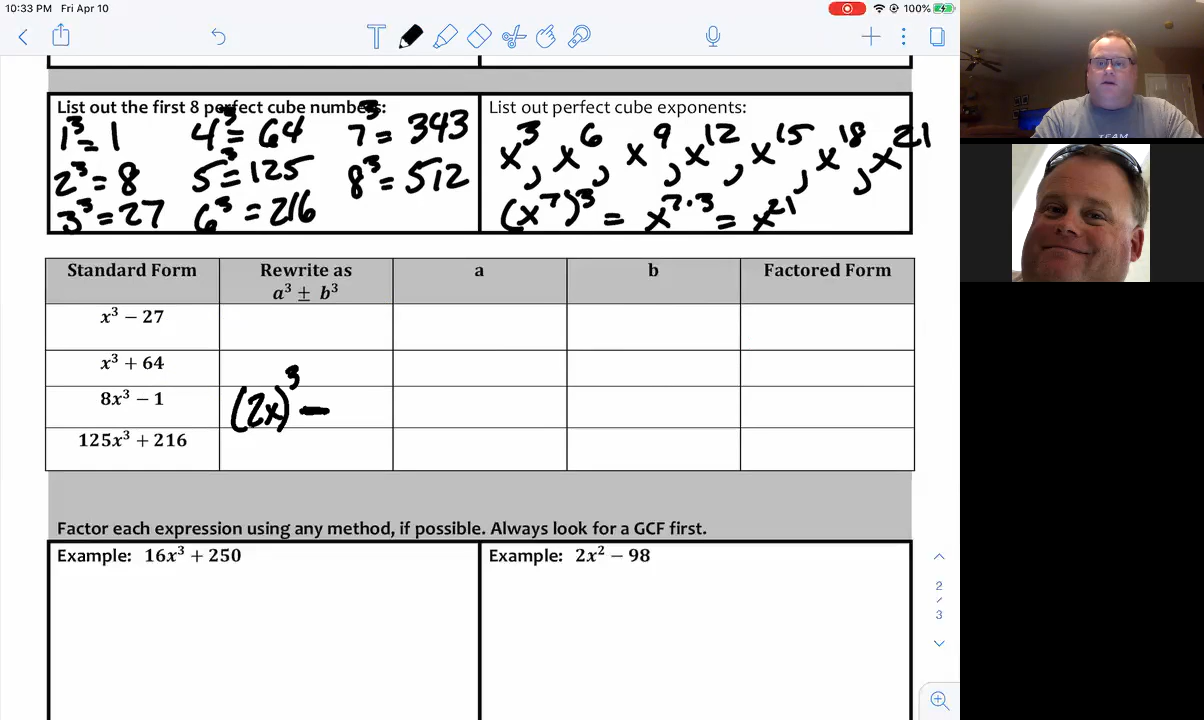 10:33 PM Fri Apr 10 100%
List out the first 8 perfect cube numbers:
1³ = 1 4³ = 64 7³ = 343
2³ = 8 5³ = 125 8³ = 512
3³ = 27 6³ = 216
List out perfect cube exponents:
x³, x⁶, x⁹, x¹², x¹⁵, x¹⁸, x²¹
(x⁷)³ = x⁷·³ = x²¹
Standard Form Rewrite as a³ ± b³ a b Factored Form
x³ − 27
x³ + 64
8x³ − 1 (2x)³ −
125x³ + 216
Factor each expression using any method, if possible. Always look for a GCF first.
Example: 16x³ + 250
Example: 2x² − 98
2
/
3
TEAM